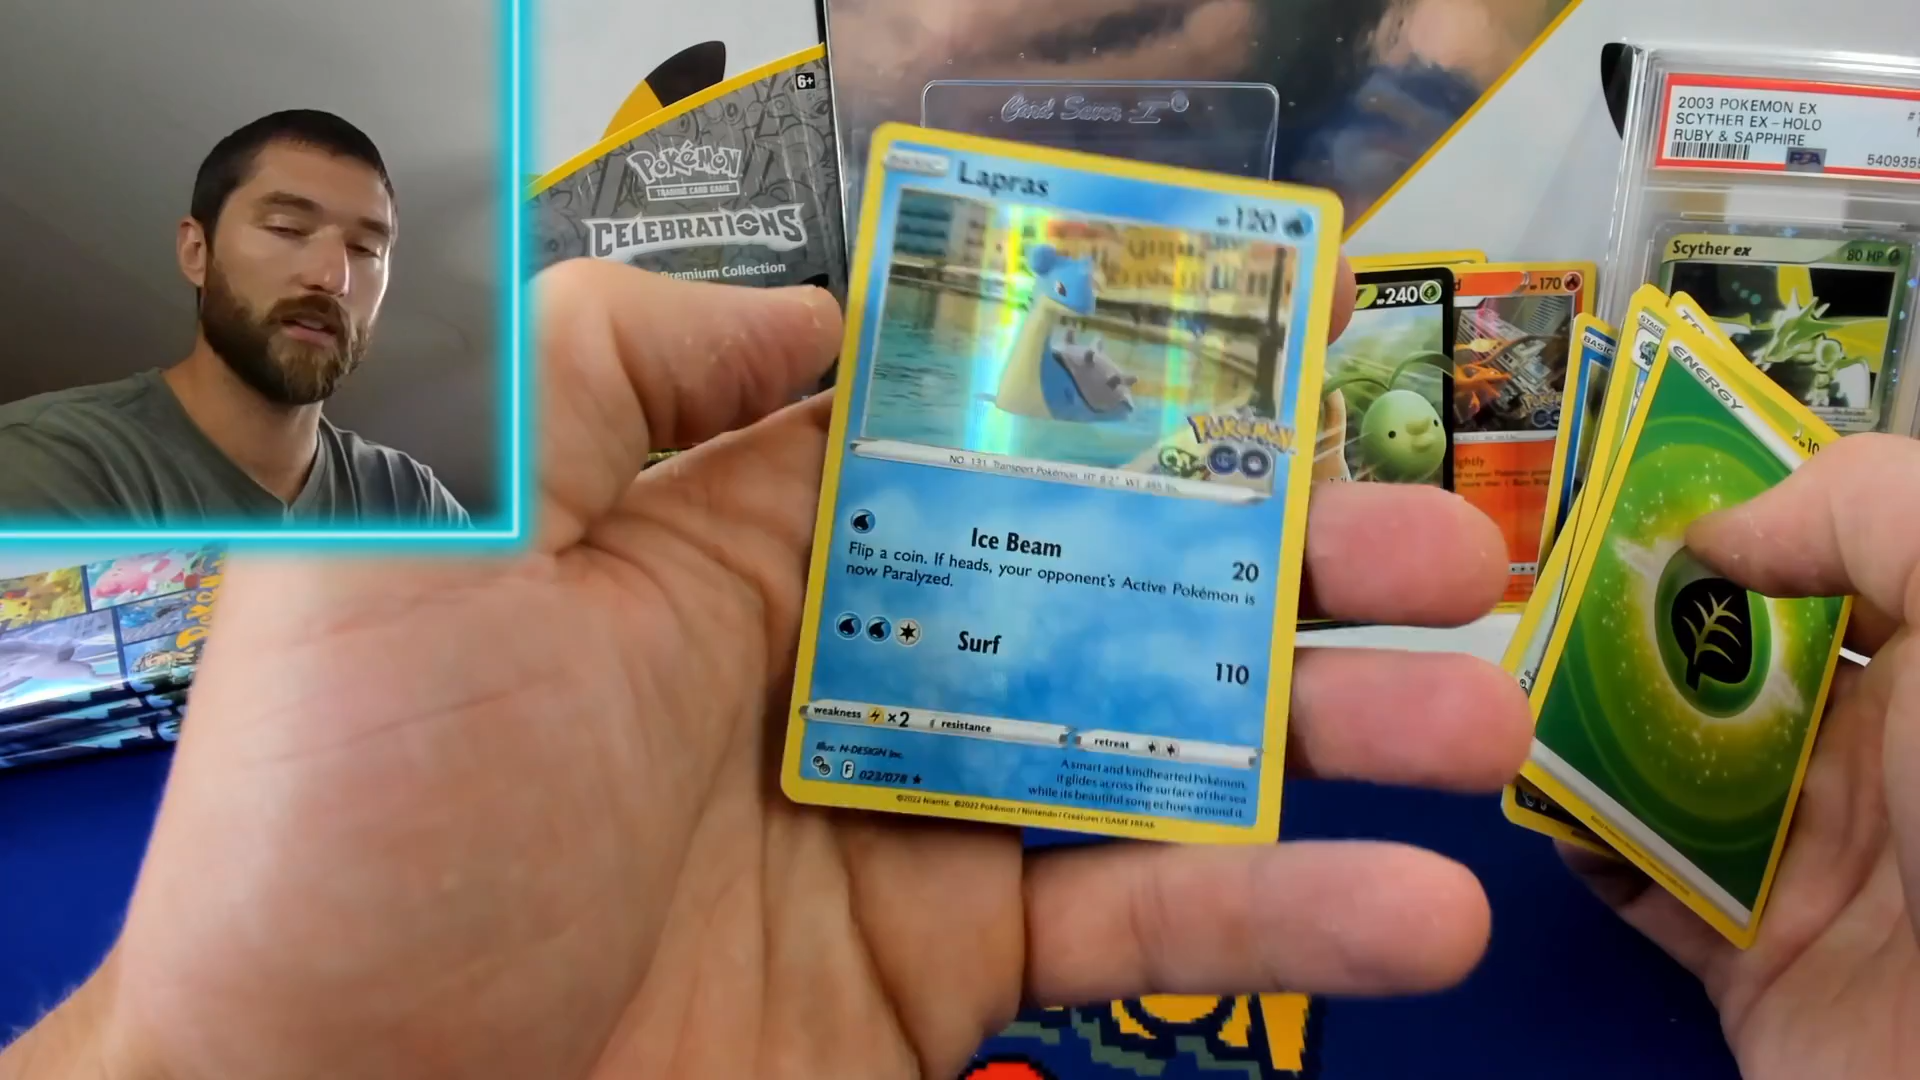 6+
Pokémon
TRADING CARD GAME
CELEBRATIONS
Premium Collection
Card Saver I®
BASIC
Lapras
HP 120
Pokémon
GO
NO. 131 Transport Pokémon HT 8'2"
Ice Beam
20
Flip a coin. If heads, your opponent's Active Pokémon is
now Paralyzed.
Surf
110
weakness ×2 resistance
retreat
Illus. N-DESIGN Inc.
F 023/078 ★
A smart and kindhearted Pokémon,
it glides across the surface of the sea
while its beautiful song echoes around it.
©2022 Niantic. ©2022 Pokémon / Nintendo / Creatures / GAME FREAK
2003 POKEMON EX
SCYTHER EX - HOLO
RUBY & SAPPHIRE
PSA
Scyther ex
80 HP
240
170
BASIC
STAGE
ENERGY